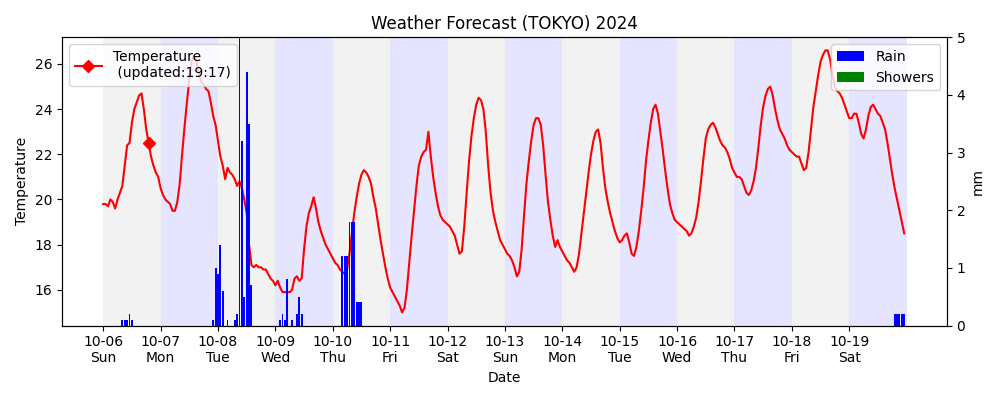 Weather Forecast (TOKYO) 2024
Temperature
(updated:19:17)
Rain
Showers
Temperature
26
24
22
20
18
16
5
4
3
2
1
0
mm
10-06 10-07 10-08 10-09 10-10 10-11 10-12 10-13 10-14 10-15 10-16 10-17 10-18 10-19
Sun Mon Tue Wed Thu Fri Sat Sun Mon Tue Wed Thu Fri Sat
Date